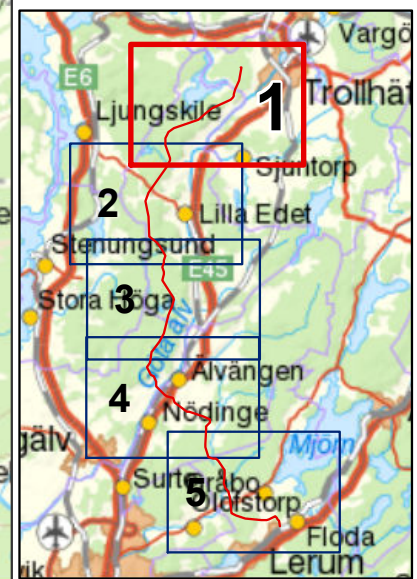 Vargö
E6
1
Trollhät
Ljungskile
Sjuntorp
2
Lilla Edet
Stenungsund
E45
3
Stora Höga
Göta älv
4
Älvängen
Nödinge
gälv
Mjörn
Surte
5
råbo
Olofstorp
Floda
vik
Lerum